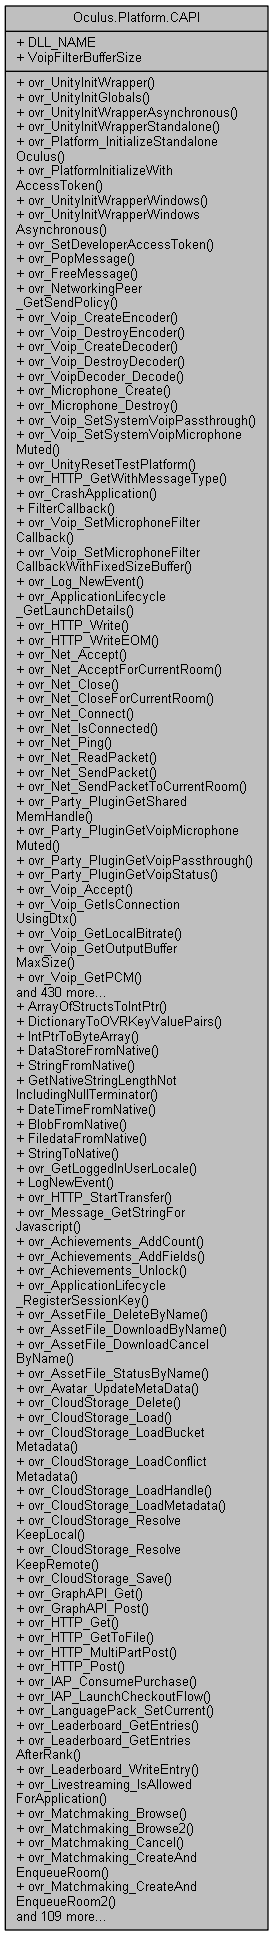 Oculus.Platform.CAPI
+ DLL_NAME
+ VoipFilterBufferSize
+ ovr_UnityInitWrapper()
+ ovr_UnityInitGlobals()
+ ovr_UnityInitWrapperAsynchronous()
+ ovr_UnityInitWrapperStandalone()
+ ovr_Platform_InitializeStandalone
Oculus()
+ ovr_PlatformInitializeWith
AccessToken()
+ ovr_UnityInitWrapperWindows()
+ ovr_UnityInitWrapperWindows
Asynchronous()
+ ovr_SetDeveloperAccessToken()
+ ovr_PopMessage()
+ ovr_FreeMessage()
+ ovr_NetworkingPeer
_GetSendPolicy()
+ ovr_Voip_CreateEncoder()
+ ovr_Voip_DestroyEncoder()
+ ovr_Voip_CreateDecoder()
+ ovr_Voip_DestroyDecoder()
+ ovr_VoipDecoder_Decode()
+ ovr_Microphone_Create()
+ ovr_Microphone_Destroy()
+ ovr_Voip_SetSystemVoipPassthrough()
+ ovr_Voip_SetSystemVoipMicrophone
Muted()
+ ovr_UnityResetTestPlatform()
+ ovr_HTTP_GetWithMessageType()
+ ovr_CrashApplication()
+ FilterCallback()
+ ovr_Voip_SetMicrophoneFilter
Callback()
+ ovr_Voip_SetMicrophoneFilter
CallbackWithFixedSizeBuffer()
+ ovr_Log_NewEvent()
+ ovr_ApplicationLifecycle
_GetLaunchDetails()
+ ovr_HTTP_Write()
+ ovr_HTTP_WriteEOM()
+ ovr_Net_Accept()
+ ovr_Net_AcceptForCurrentRoom()
+ ovr_Net_Close()
+ ovr_Net_CloseForCurrentRoom()
+ ovr_Net_Connect()
+ ovr_Net_IsConnected()
+ ovr_Net_Ping()
+ ovr_Net_ReadPacket()
+ ovr_Net_SendPacket()
+ ovr_Net_SendPacketToCurrentRoom()
+ ovr_Party_PluginGetShared
MemHandle()
+ ovr_Party_PluginGetVoipMicrophone
Muted()
+ ovr_Party_PluginGetVoipPassthrough()
+ ovr_Party_PluginGetVoipStatus()
+ ovr_Voip_Accept()
+ ovr_Voip_GetIsConnection
UsingDtx()
+ ovr_Voip_GetLocalBitrate()
+ ovr_Voip_GetOutputBuffer
MaxSize()
+ ovr_Voip_GetPCM()
and 430 more...
+ ArrayOfStructsToIntPtr()
+ DictionaryToOVRKeyValuePairs()
+ IntPtrToByteArray()
+ DataStoreFromNative()
+ StringFromNative()
+ GetNativeStringLengthNot
IncludingNullTerminator()
+ DateTimeFromNative()
+ BlobFromNative()
+ FiledataFromNative()
+ StringToNative()
+ ovr_GetLoggedInUserLocale()
+ LogNewEvent()
+ ovr_HTTP_StartTransfer()
+ ovr_Message_GetStringFor
Javascript()
+ ovr_Achievements_AddCount()
+ ovr_Achievements_AddFields()
+ ovr_Achievements_Unlock()
+ ovr_ApplicationLifecycle
_RegisterSessionKey()
+ ovr_AssetFile_DeleteByName()
+ ovr_AssetFile_DownloadByName()
+ ovr_AssetFile_DownloadCancel
ByName()
+ ovr_AssetFile_StatusByName()
+ ovr_Avatar_UpdateMetaData()
+ ovr_CloudStorage_Delete()
+ ovr_CloudStorage_Load()
+ ovr_CloudStorage_LoadBucket
Metadata()
+ ovr_CloudStorage_LoadConflict
Metadata()
+ ovr_CloudStorage_LoadHandle()
+ ovr_CloudStorage_LoadMetadata()
+ ovr_CloudStorage_Resolve
KeepLocal()
+ ovr_CloudStorage_Resolve
KeepRemote()
+ ovr_CloudStorage_Save()
+ ovr_GraphAPI_Get()
+ ovr_GraphAPI_Post()
+ ovr_HTTP_Get()
+ ovr_HTTP_GetToFile()
+ ovr_HTTP_MultiPartPost()
+ ovr_HTTP_Post()
+ ovr_IAP_ConsumePurchase()
+ ovr_IAP_LaunchCheckoutFlow()
+ ovr_LanguagePack_SetCurrent()
+ ovr_Leaderboard_GetEntries()
+ ovr_Leaderboard_GetEntries
AfterRank()
+ ovr_Leaderboard_WriteEntry()
+ ovr_Livestreaming_IsAllowed
ForApplication()
+ ovr_Matchmaking_Browse()
+ ovr_Matchmaking_Browse2()
+ ovr_Matchmaking_Cancel()
+ ovr_Matchmaking_CreateAnd
EnqueueRoom()
+ ovr_Matchmaking_CreateAnd
EnqueueRoom2()
and 109 more...